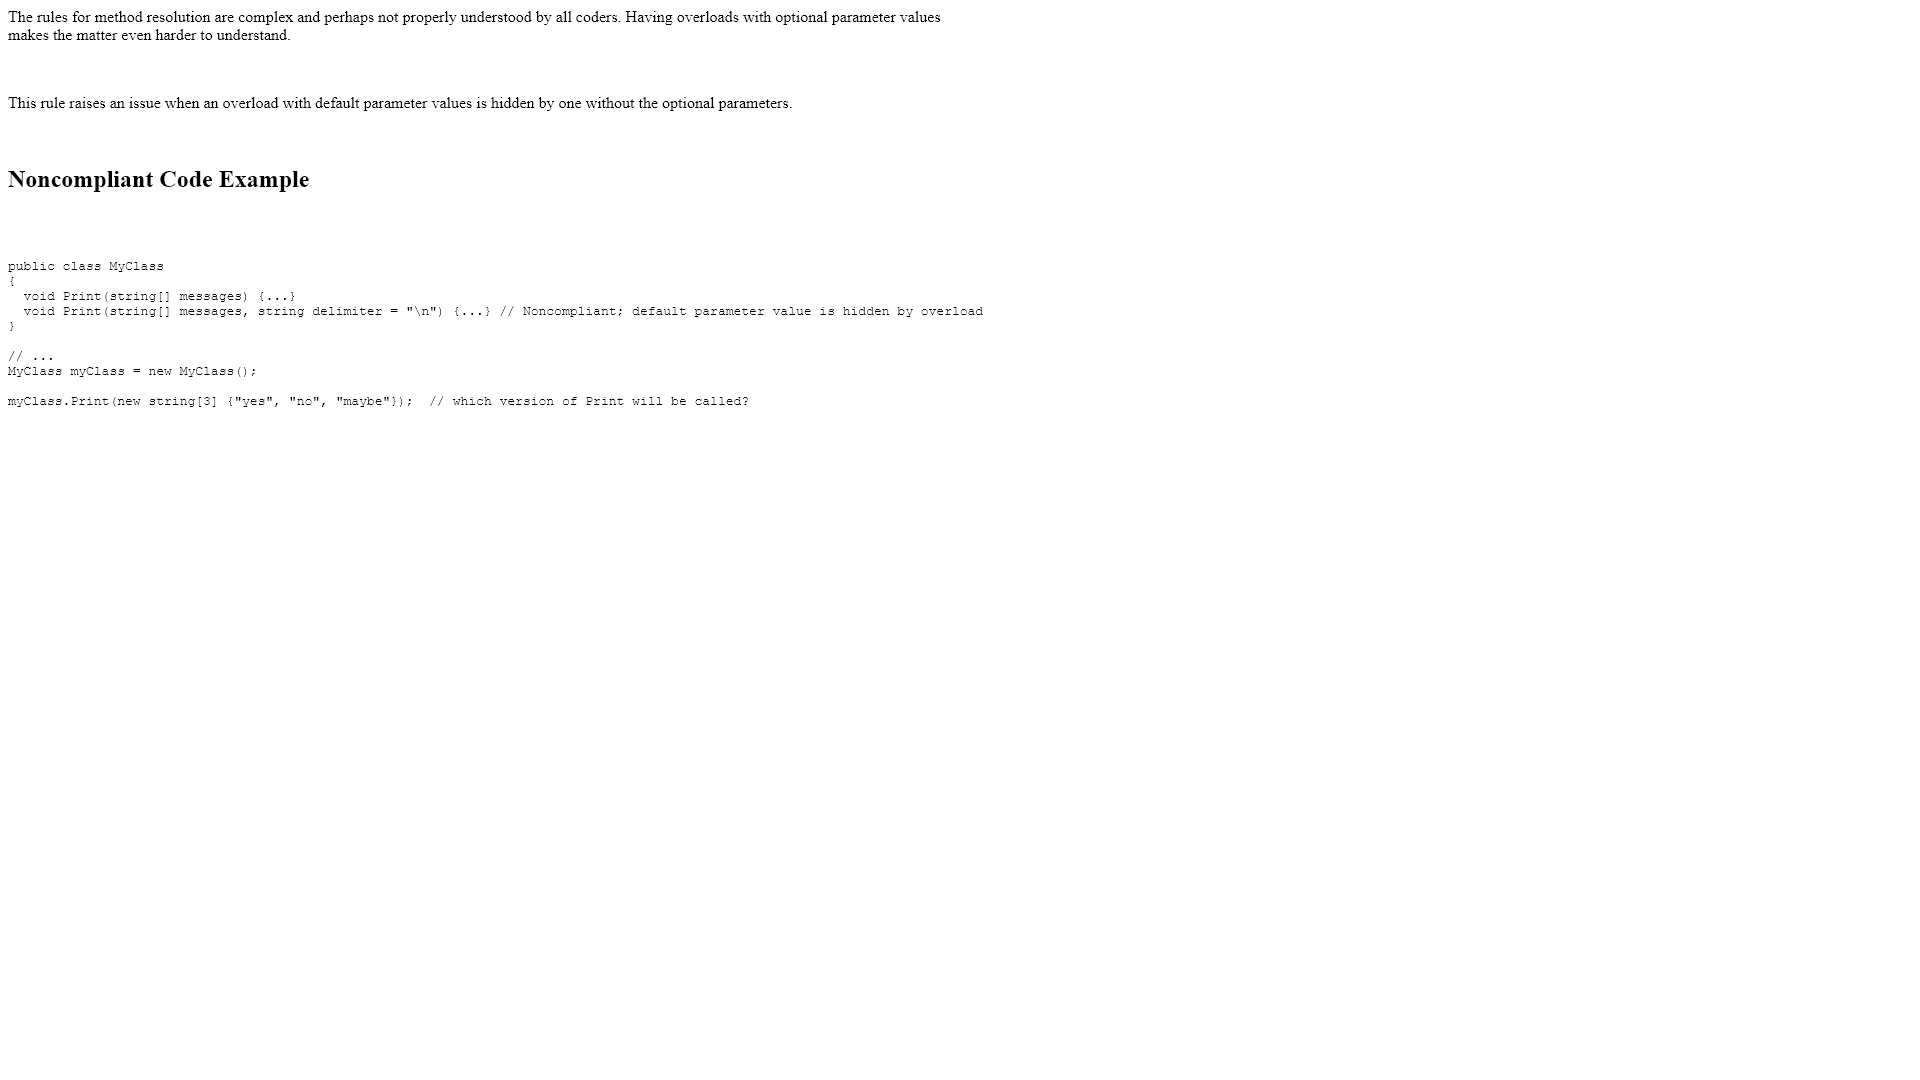 The rules for method resolution are complex and perhaps not properly understood by all coders. Having overloads with optional parameter values
makes the matter even harder to understand.
This rule raises an issue when an overload with default parameter values is hidden by one without the optional parameters.
Noncompliant Code Example
public class MyClass
{
  void Print(string[] messages) {...}
  void Print(string[] messages, string delimiter = "\n") {...} // Noncompliant; default parameter value is hidden by overload
}
// ...
MyClass myClass = new MyClass();
myClass.Print(new string[3] {"yes", "no", "maybe"});  // which version of Print will be called?